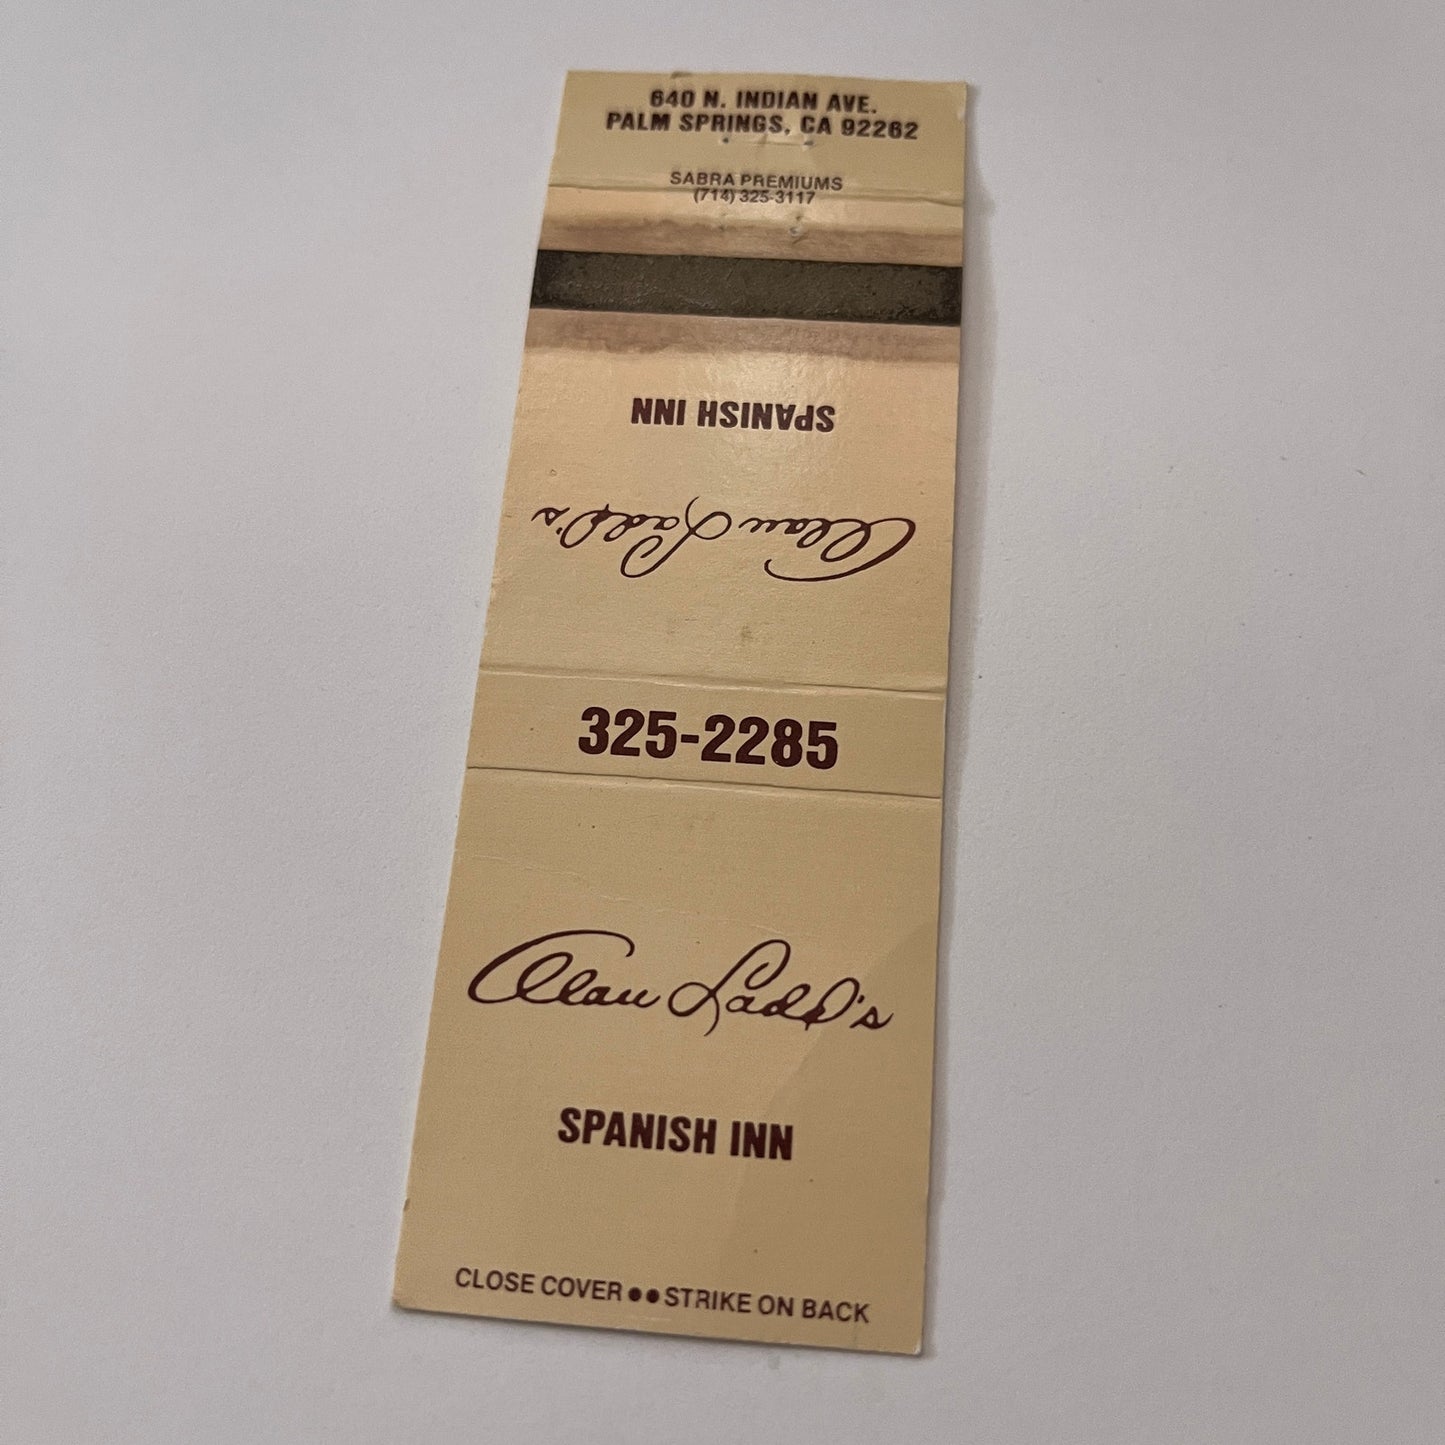 640 N. INDIAN AVE.
PALM SPRINGS, CA 92262
SABRA PREMIUMS
(714) 325-3117
SPANISH INN
Alan Ladd's
325-2285
Alan Ladd's
SPANISH INN
CLOSE COVER ●● STRIKE ON BACK